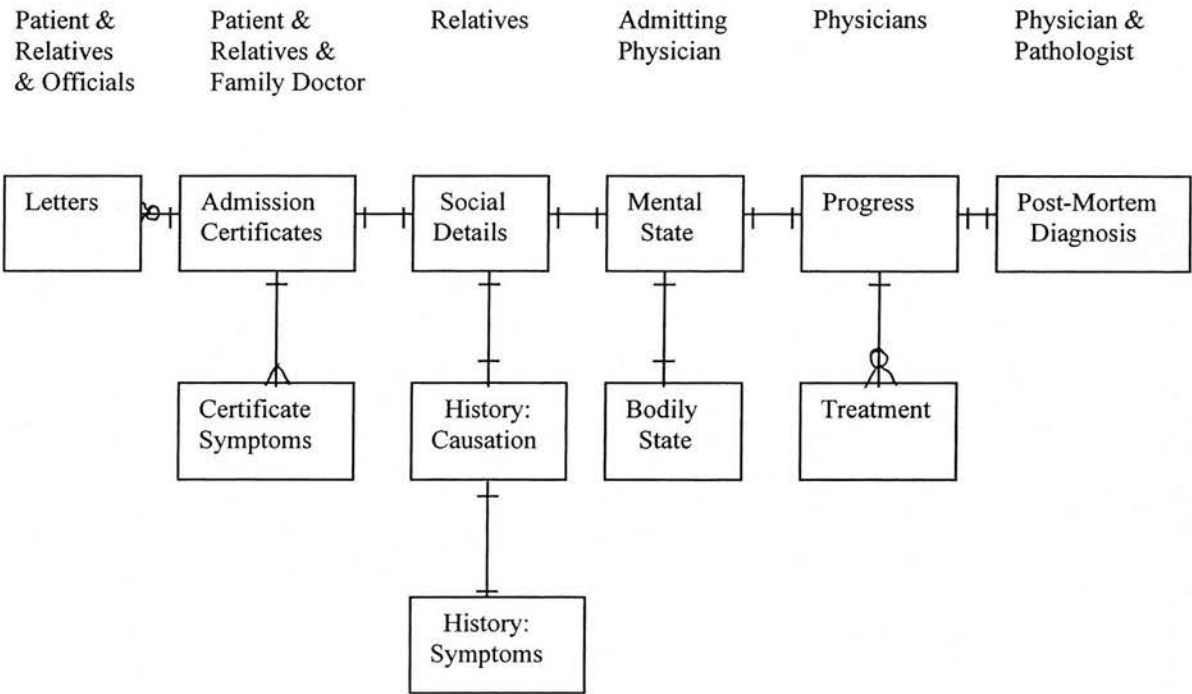 Patient &
Relatives
& Officials
Patient &
Relatives &
Family Doctor
Relatives
Admitting
Physician
Physicians
Physician &
Pathologist
Letters
Admission
Certificates
Social
Details
Mental
State
Progress
Post-Mortem
Diagnosis
Certificate
Symptoms
History:
Causation
Bodily
State
Treatment
History:
Symptoms